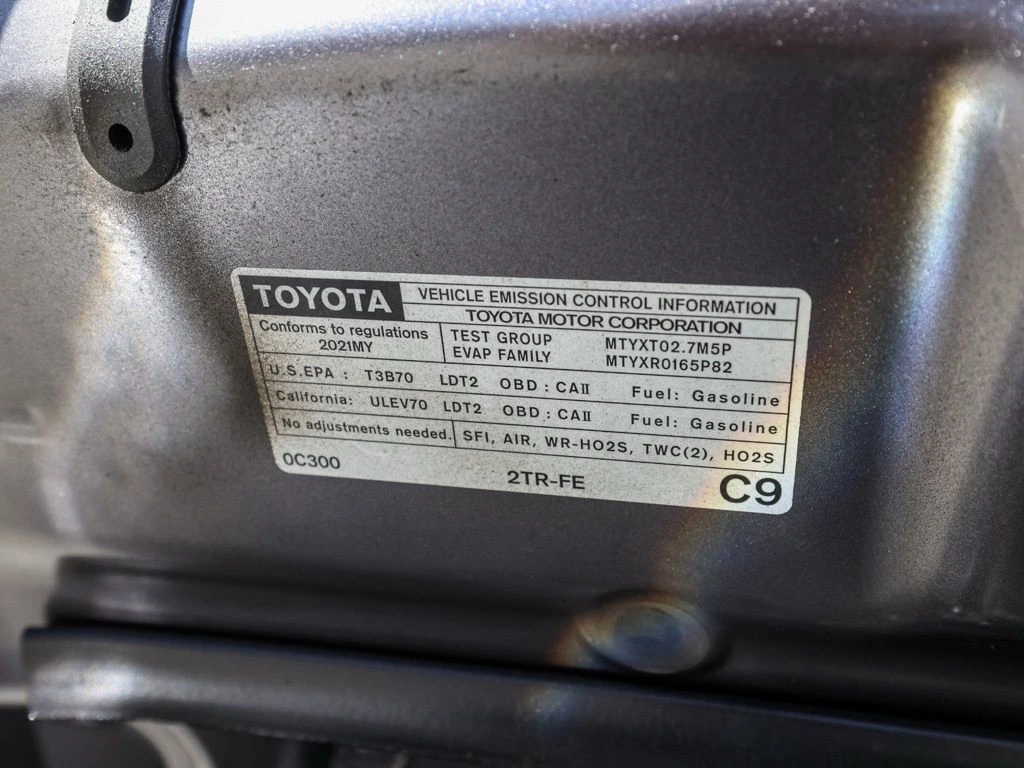 TOYOTA VEHICLE EMISSION CONTROL INFORMATION
TOYOTA MOTOR CORPORATION
Conforms to regulations
2021MY
TEST GROUP MTYXT02.7M5P
EVAP FAMILY MTYXR0165P82
U.S.EPA : T3B70 LDT2 OBD : CAII Fuel: Gasoline
California: ULEV70 LDT2 OBD : CAII Fuel: Gasoline
No adjustments needed. SFI, AIR, WR-HO2S, TWC(2), HO2S
0C300 2TR-FE C9